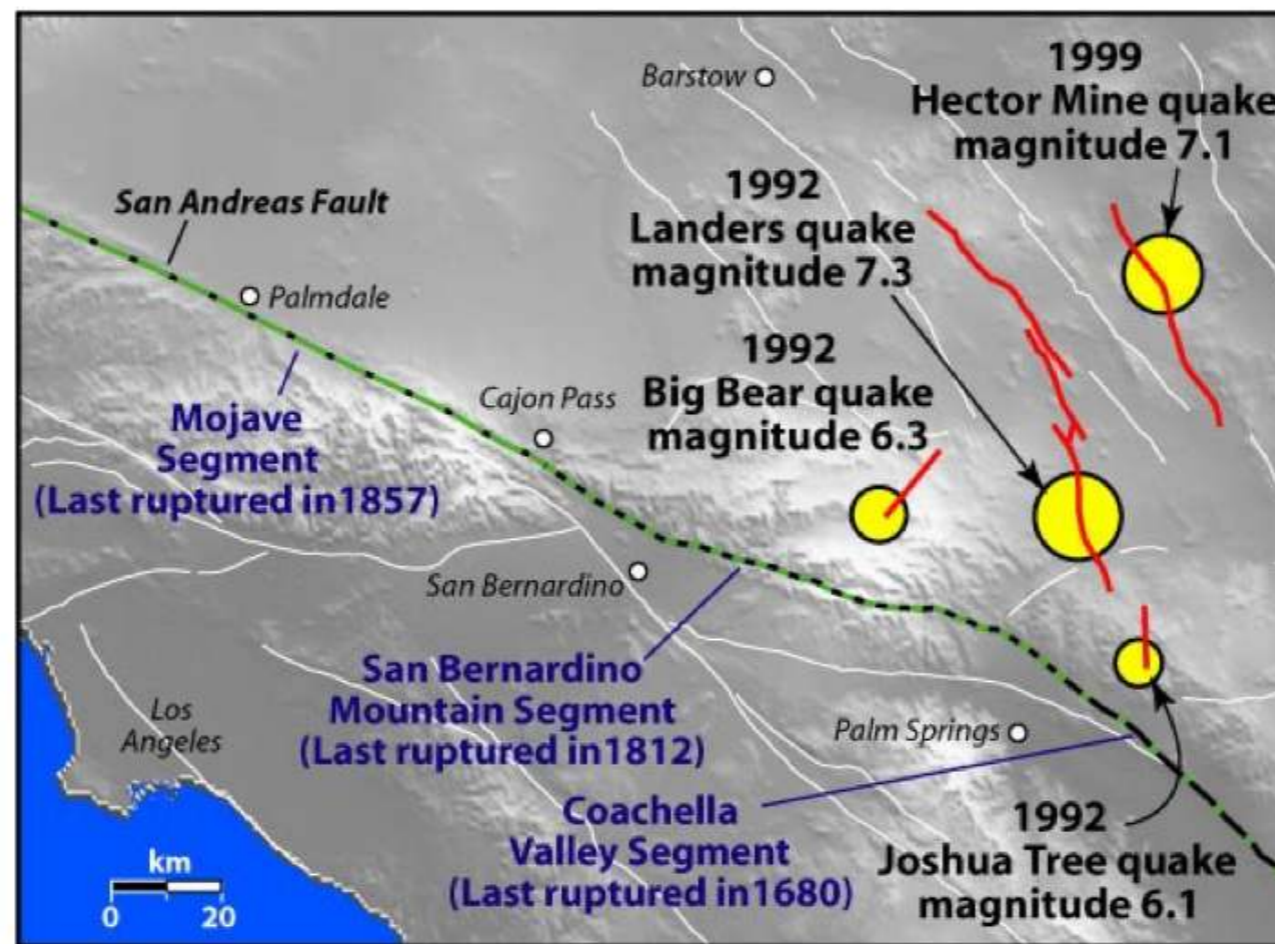 Barstow
1999
Hector Mine quake
magnitude 7.1
1992
Landers quake
magnitude 7.3
San Andreas Fault
Palmdale
1992
Big Bear quake
magnitude 6.3
Cajon Pass
Mojave
Segment
(Last ruptured in1857)
San Bernardino
San Bernardino
Mountain Segment
(Last ruptured in1812)
Los
Angeles
Palm Springs
Coachella
Valley Segment
(Last ruptured in1680)
1992
Joshua Tree quake
magnitude 6.1
km
0 20